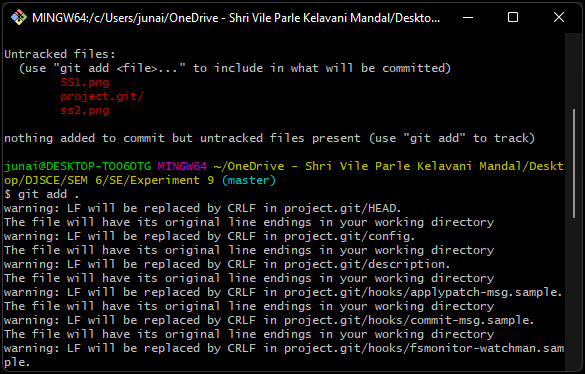 MINGW64:/c/Users/junai/OneDrive - Shri Vile Parle Kelavani Mandal/Deskto...
Untracked files:
  (use "git add <file>..." to include in what will be committed)
        SS1.png
        project.git/
        ss2.png
nothing added to commit but untracked files present (use "git add" to track)
junai@DESKTOP-TOO6OTG MINGW64 ~/OneDrive - Shri Vile Parle Kelavani Mandal/Deskt
op/DJSCE/SEM 6/SE/Experiment 9 (master)
$ git add .
warning: LF will be replaced by CRLF in project.git/HEAD.
The file will have its original line endings in your working directory
warning: LF will be replaced by CRLF in project.git/config.
The file will have its original line endings in your working directory
warning: LF will be replaced by CRLF in project.git/description.
The file will have its original line endings in your working directory
warning: LF will be replaced by CRLF in project.git/hooks/applypatch-msg.sample.
The file will have its original line endings in your working directory
warning: LF will be replaced by CRLF in project.git/hooks/commit-msg.sample.
The file will have its original line endings in your working directory
warning: LF will be replaced by CRLF in project.git/hooks/fsmonitor-watchman.sam
ple.